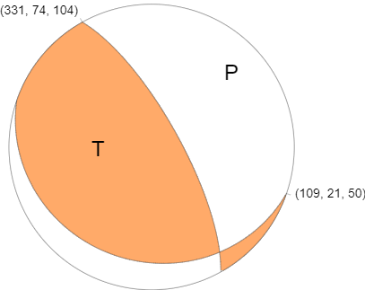 (331, 74, 104)
P
T
(109, 21, 50)